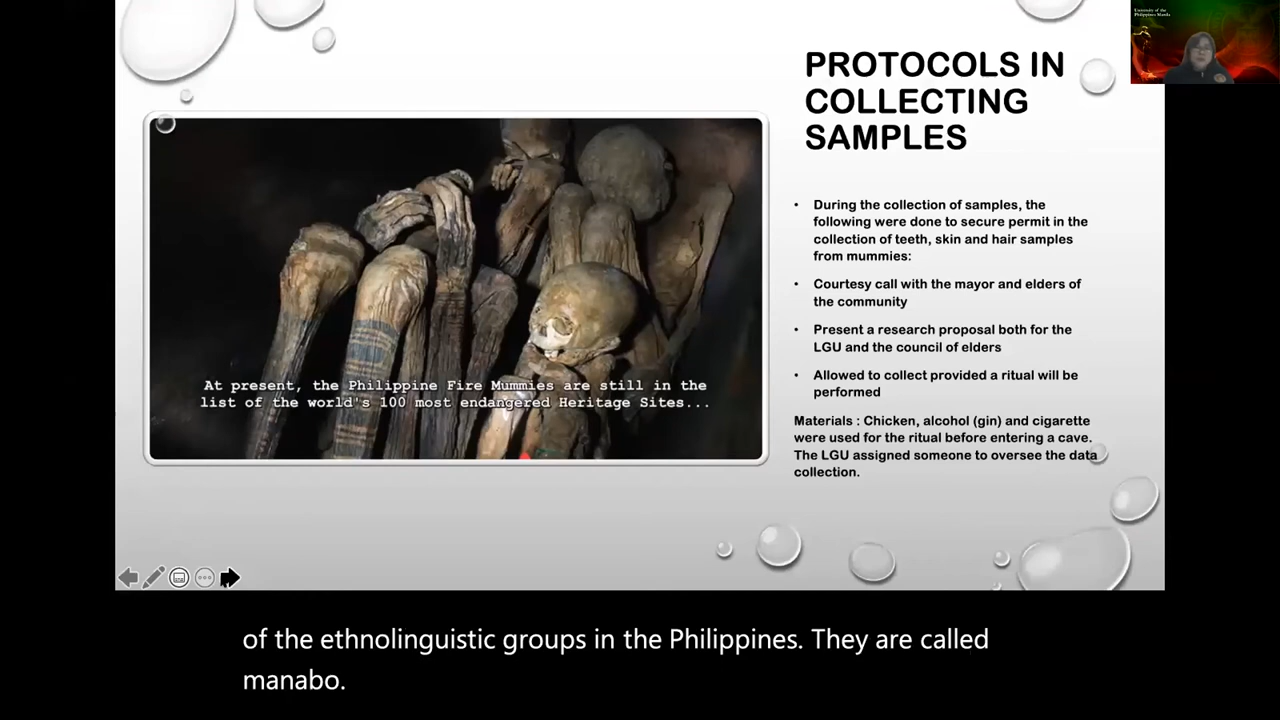 University of the
Philippines Manila
PROTOCOLS IN
COLLECTING
SAMPLES
• During the collection of samples, the
following were done to secure permit in the
collection of teeth, skin and hair samples
from mummies:
• Courtesy call with the mayor and elders of
the community
• Present a research proposal both for the
LGU and the council of elders
• Allowed to collect provided a ritual will be
performed
Materials : Chicken, alcohol (gin) and cigarette
were used for the ritual before entering a cave.
The LGU assigned someone to oversee the data
collection.
At present, the Philippine Fire Mummies are still in the
list of the world's 100 most endangered Heritage Sites...
of the ethnolinguistic groups in the Philippines. They are called
manabo.